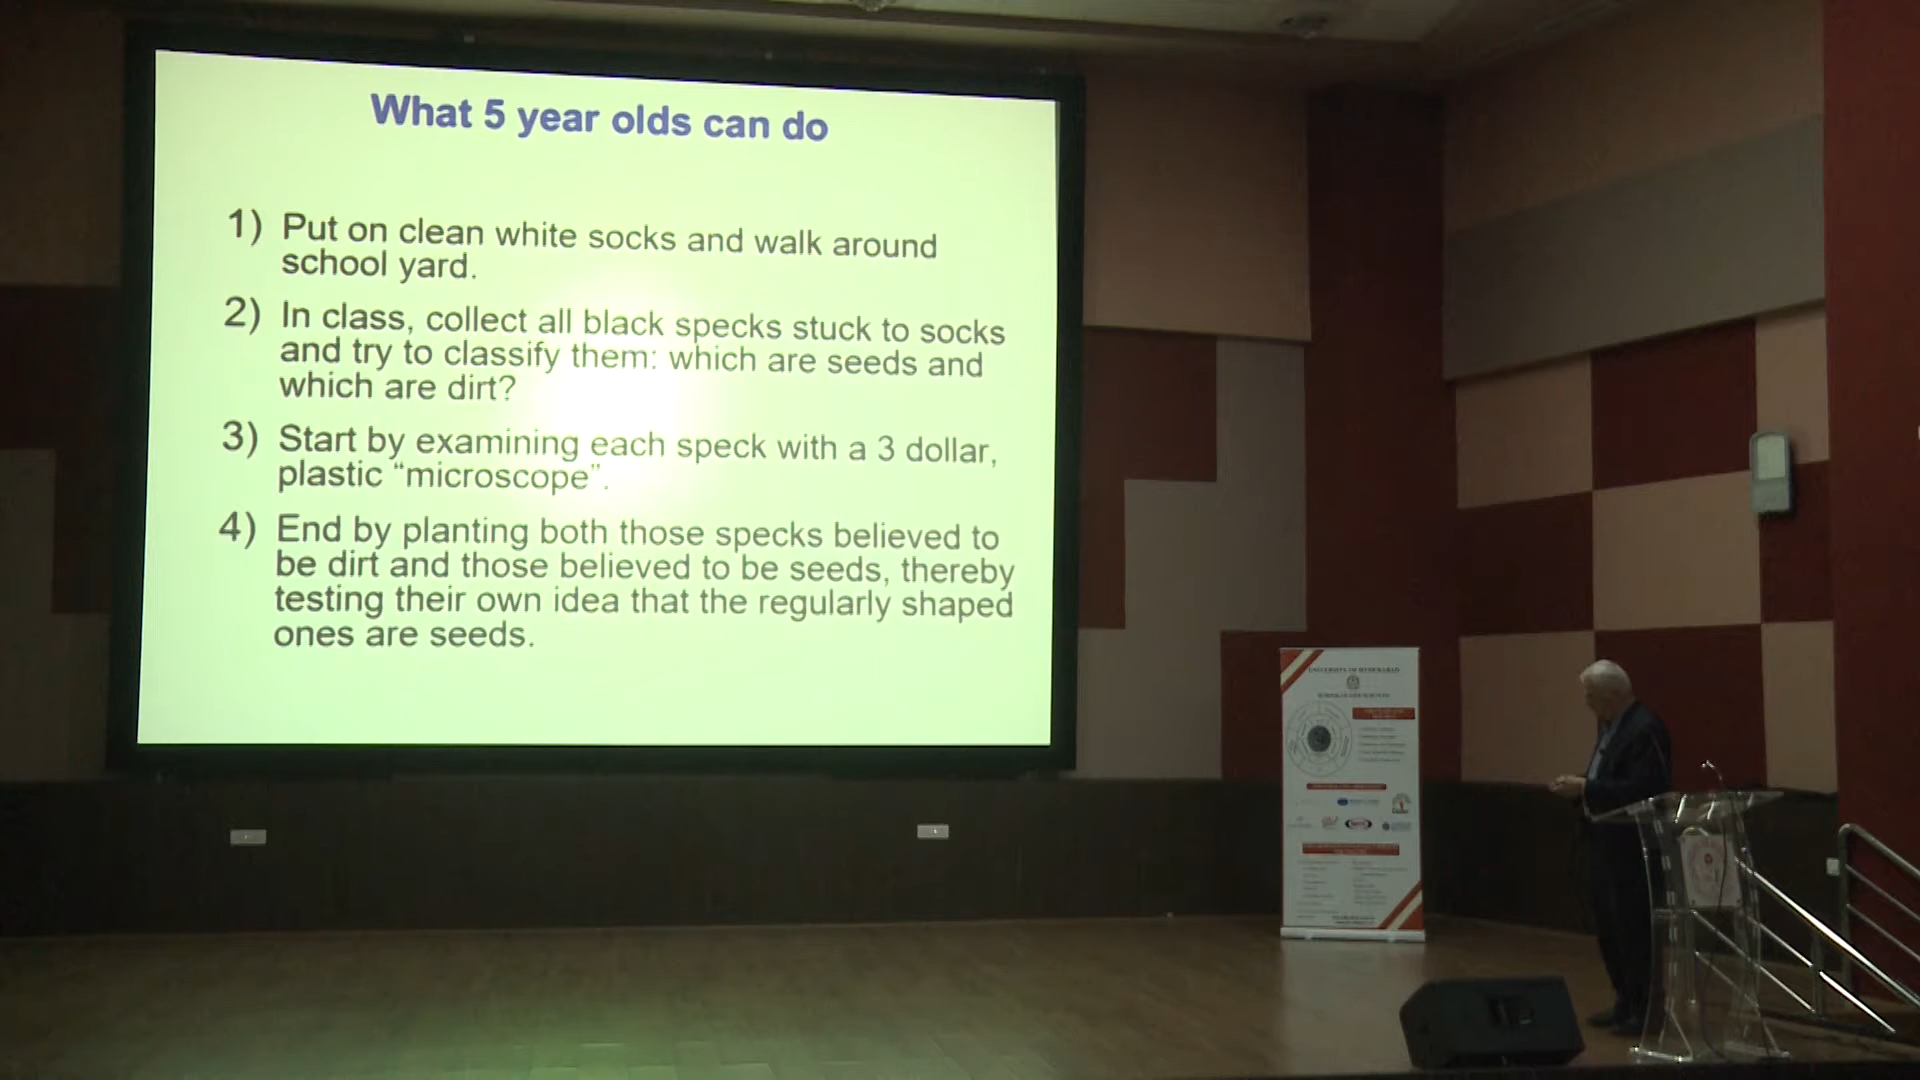 What 5 year olds can do
1) Put on clean white socks and walk around
school yard.
2) In class, collect all black specks stuck to socks
and try to classify them: which are seeds and
which are dirt?
3) Start by examining each speck with a 3 dollar,
plastic “microscope”.
4) End by planting both those specks believed to
be dirt and those believed to be seeds, thereby
testing their own idea that the regularly shaped
ones are seeds.
UNIVERSITY OF HYDERABAD